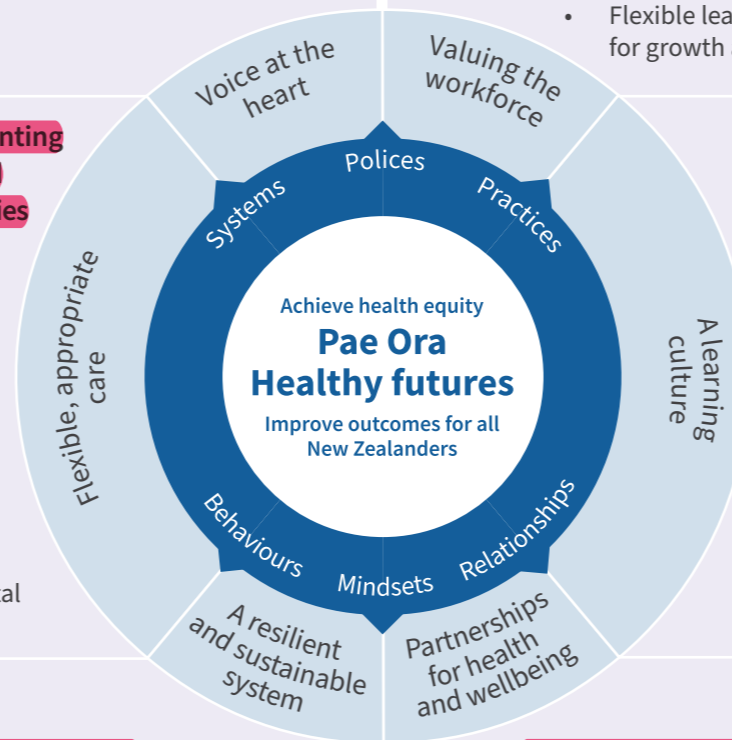 Flexible
for growth
Voice at the
heart
Valuing the
workforce
Systems
Polices
Practices
Flexible, appropriate
care
Achieve health equity
Pae Ora
Healthy futures
Improve outcomes for all
New Zealanders
A learning
culture
Behaviours
Mindsets
Relationships
A resilient
and sustainable
system
Partnerships
for health
and wellbeing